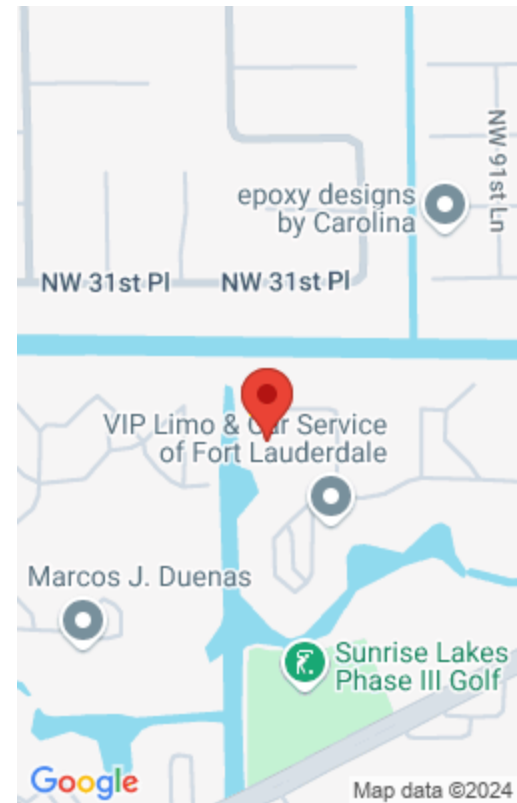 NW 91st Ln
epoxy designs
by Carolina
NW 31st Pl
NW 31st Pl
VIP Limo & Car Service
of Fort Lauderdale
Marcos J. Duenas
Sunrise Lakes
Phase III Golf
Google
Map data ©2024